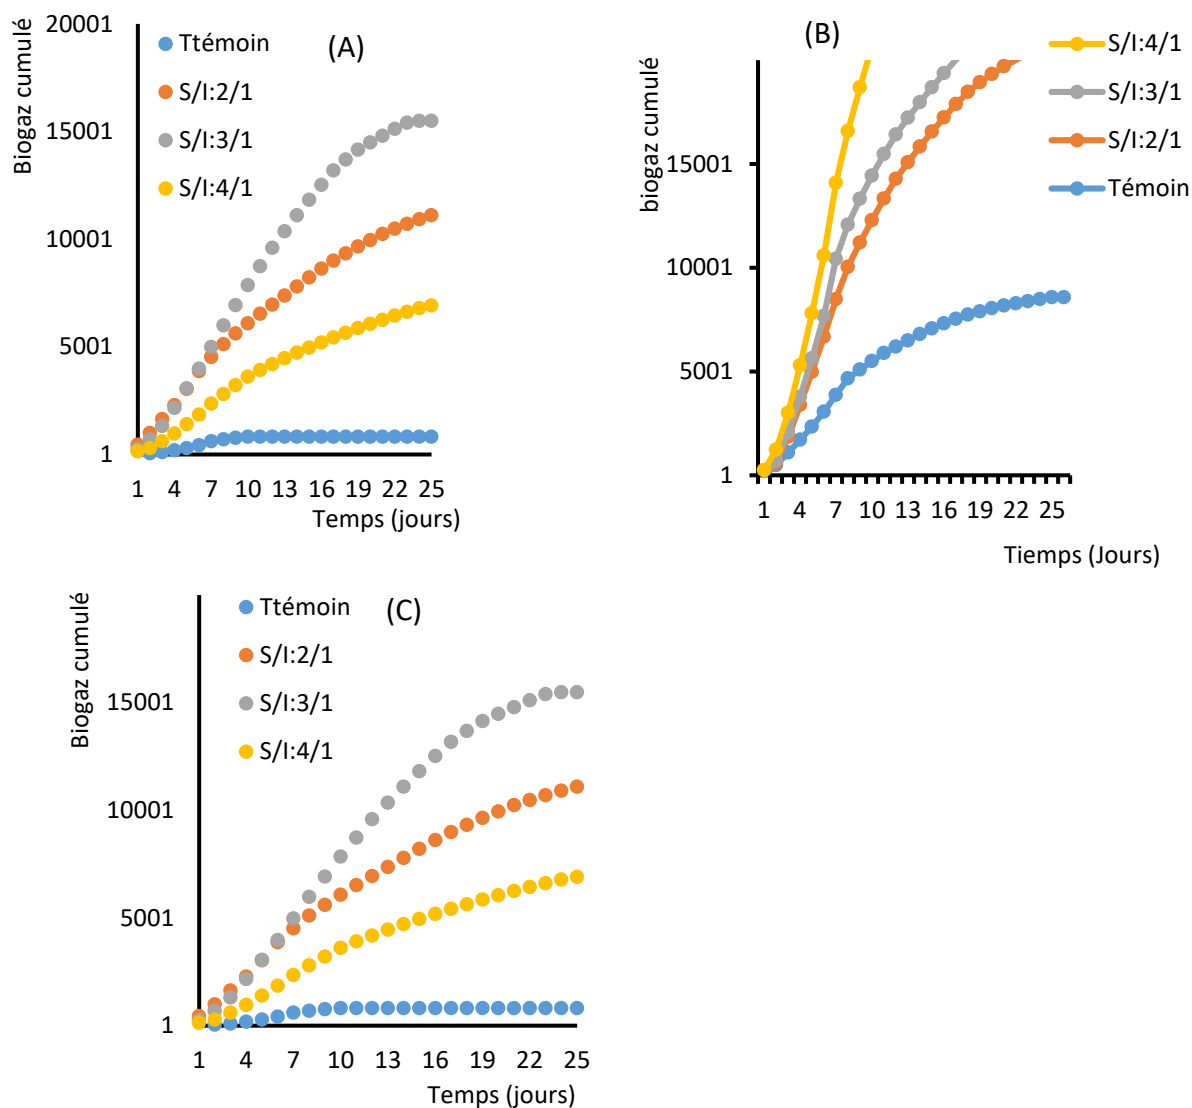 (A)
Biogaz cumulé
20001
15001
10001
5001
1
Ttémoin
S/I:2/1
S/I:3/1
S/I:4/1
1 4 7 10 13 16 19 22 25
Temps (jours)
(B)
biogaz cumulé
15001
10001
5001
1
S/I:4/1
S/I:3/1
S/I:2/1
Témoin
1 4 7 10 13 16 19 22 25
Tiemps (Jours)
(C)
Biogaz cumulé
15001
10001
5001
1
Ttémoin
S/I:2/1
S/I:3/1
S/I:4/1
1 4 7 10 13 16 19 22 25
Temps (jours)